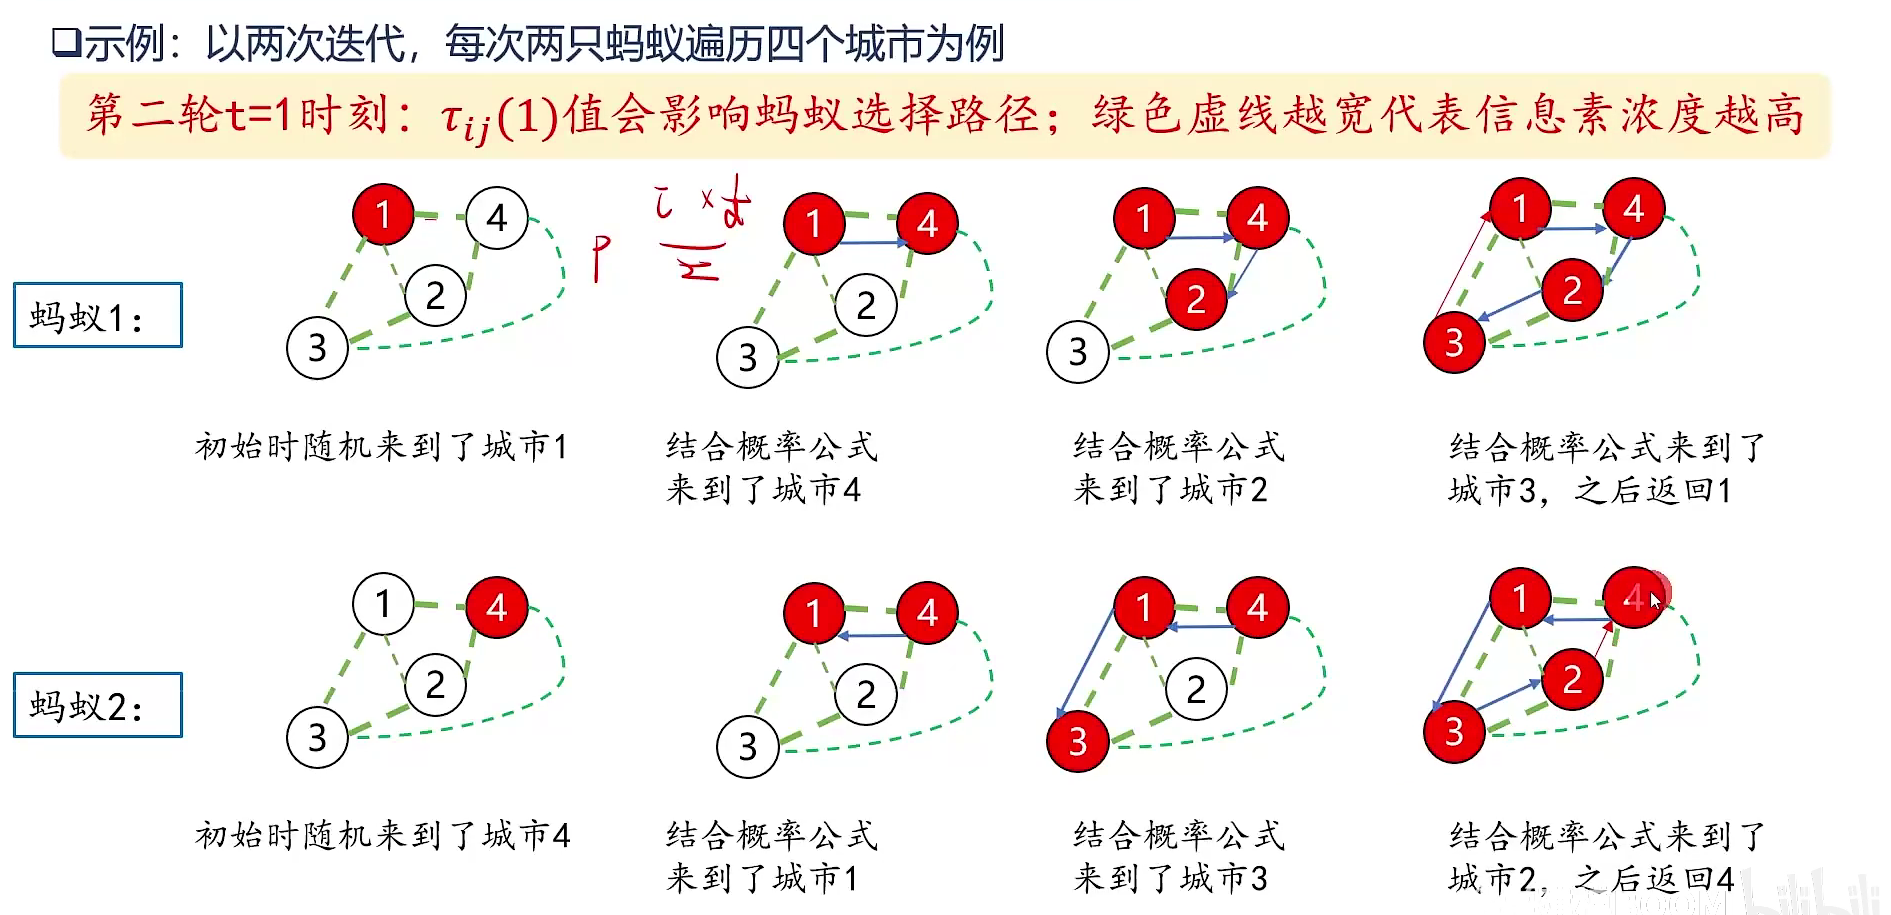 ❑示例：以两次迭代，每次两只蚂蚁遍历四个城市为例
第二轮t=1时刻：τij(1)值会影响蚂蚁选择路径；绿色虚线越宽代表信息素浓度越高
蚂蚁1：
1 4 2 3
P τ × 1/d
Σ
1 4 2 3
1 4 2 3
1 4 2 3
初始时随机来到了城市1
结合概率公式
来到了城市4
结合概率公式
来到了城市2
结合概率公式来到了
城市3，之后返回1
蚂蚁2：
1 4 2 3
1 4 2 3
1 4 2 3
1 4 2 3
初始时随机来到了城市4
结合概率公式
来到了城市1
结合概率公式
来到了城市3
结合概率公式来到了
城市2，之后返回4
bilibili